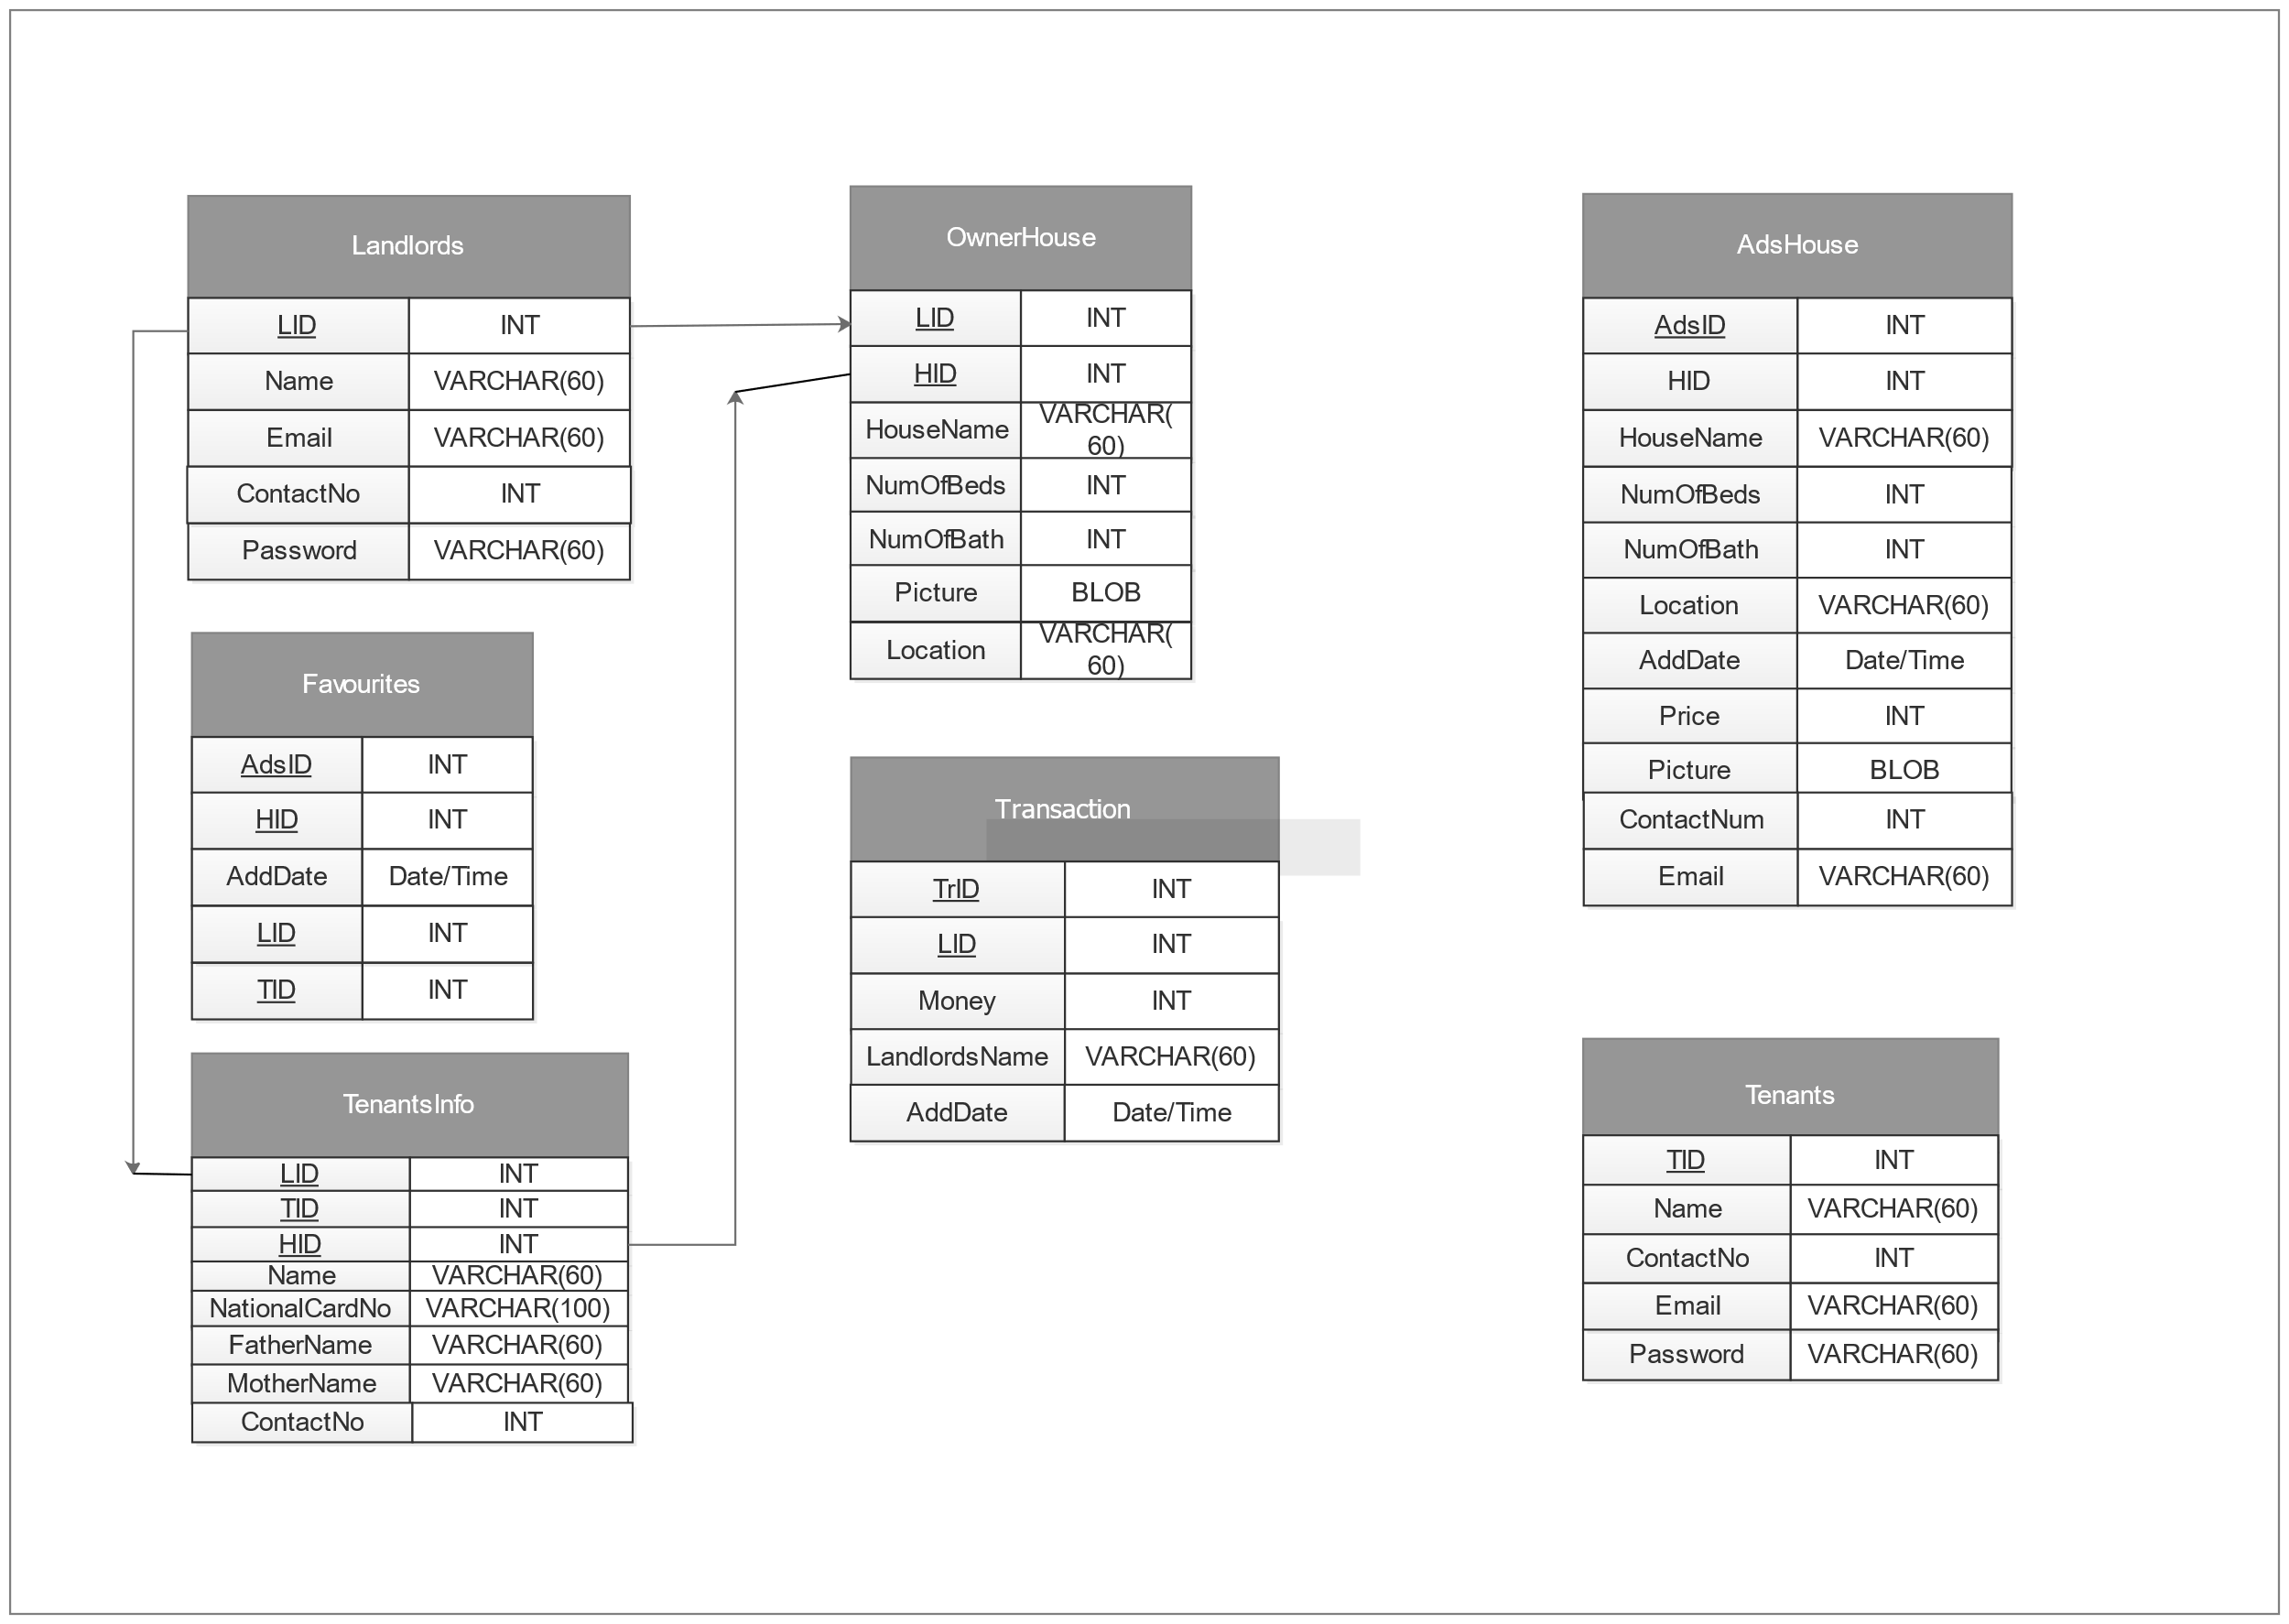 Landlords
LID INT
Name VARCHAR(60)
Email VARCHAR(60)
ContactNo INT
Password VARCHAR(60)
OwnerHouse
LID INT
HID INT
HouseName VARCHAR(
60)
NumOfBeds INT
NumOfBath INT
Picture BLOB
Location VARCHAR(
60)
AdsHouse
AdsID INT
HID INT
HouseName VARCHAR(60)
NumOfBeds INT
NumOfBath INT
Location VARCHAR(60)
AddDate Date/Time
Price INT
Picture BLOB
ContactNum INT
Email VARCHAR(60)
Favourites
AdsID INT
HID INT
AddDate Date/Time
LID INT
TID INT
Transaction
TrID INT
LID INT
Money INT
LandlordsName VARCHAR(60)
AddDate Date/Time
TenantsInfo
LID INT
TID INT
HID INT
Name VARCHAR(60)
NationalCardNo VARCHAR(100)
FatherName VARCHAR(60)
MotherName VARCHAR(60)
ContactNo INT
Tenants
TID INT
Name VARCHAR(60)
ContactNo INT
Email VARCHAR(60)
Password VARCHAR(60)